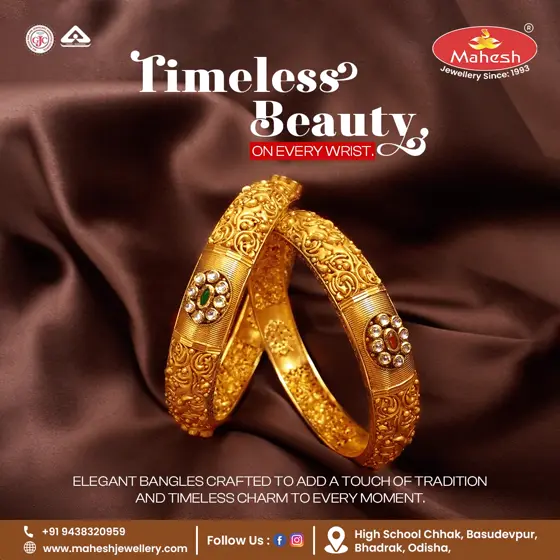 GJC
Mahesh
®
Jewellery Since: 1993
Timeless
Beauty
ON EVERY WRIST.
ELEGANT BANGLES CRAFTED TO ADD A TOUCH OF TRADITION
AND TIMELESS CHARM TO EVERY MOMENT.
+91 9438320959
www.maheshjewellery.com
Follow Us :
High School Chhak, Basudevpur,
Bhadrak, Odisha,